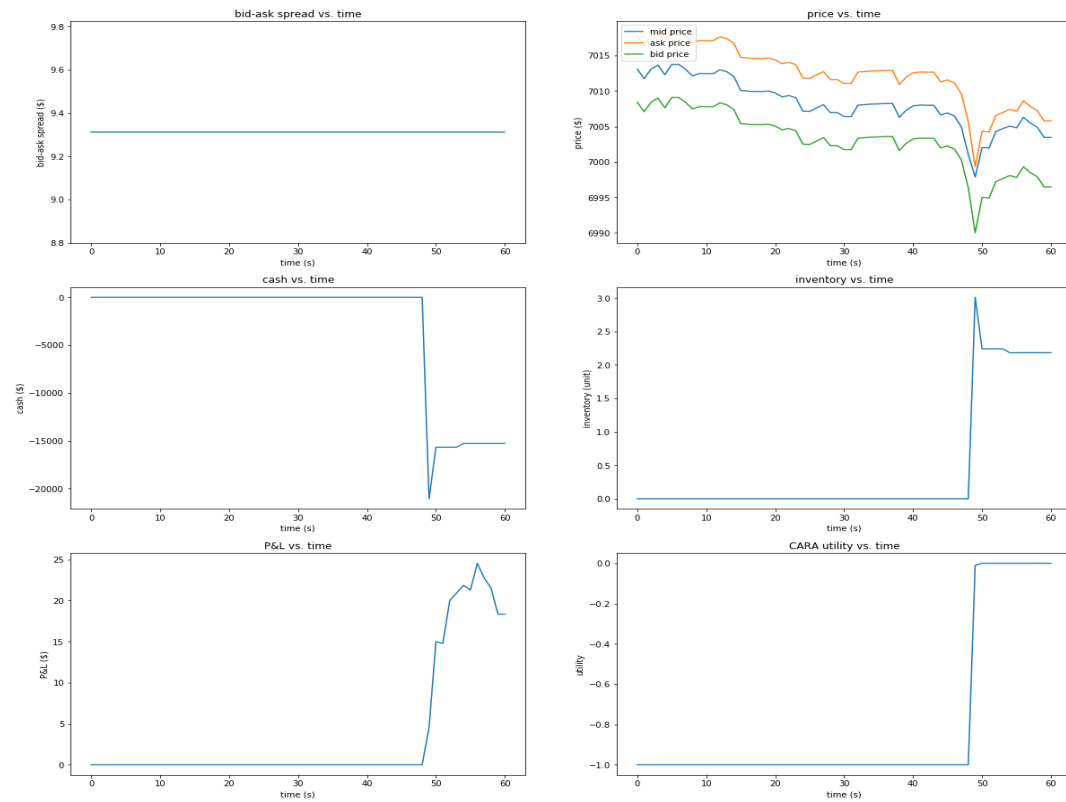 bid-ask spread vs. time
bid-ask spread ($)
9.8
9.6
9.4
9.2
9.0
8.8
0 10 20 30 40 50 60
time (s)
price vs. time
mid price
ask price
bid price
price ($)
7015
7010
7005
7000
6995
6990
0 10 20 30 40 50 60
time (s)
cash vs. time
cash ($)
0
−5000
−10000
−15000
−20000
0 10 20 30 40 50 60
time (s)
inventory vs. time
inventory (unit)
3.0
2.5
2.0
1.5
1.0
0.5
0.0
0 10 20 30 40 50 60
time (s)
P&L vs. time
P&L ($)
25
20
15
10
5
0
0 10 20 30 40 50 60
time (s)
CARA utility vs. time
utility
0.0
−0.2
−0.4
−0.6
−0.8
−1.0
0 10 20 30 40 50 60
time (s)